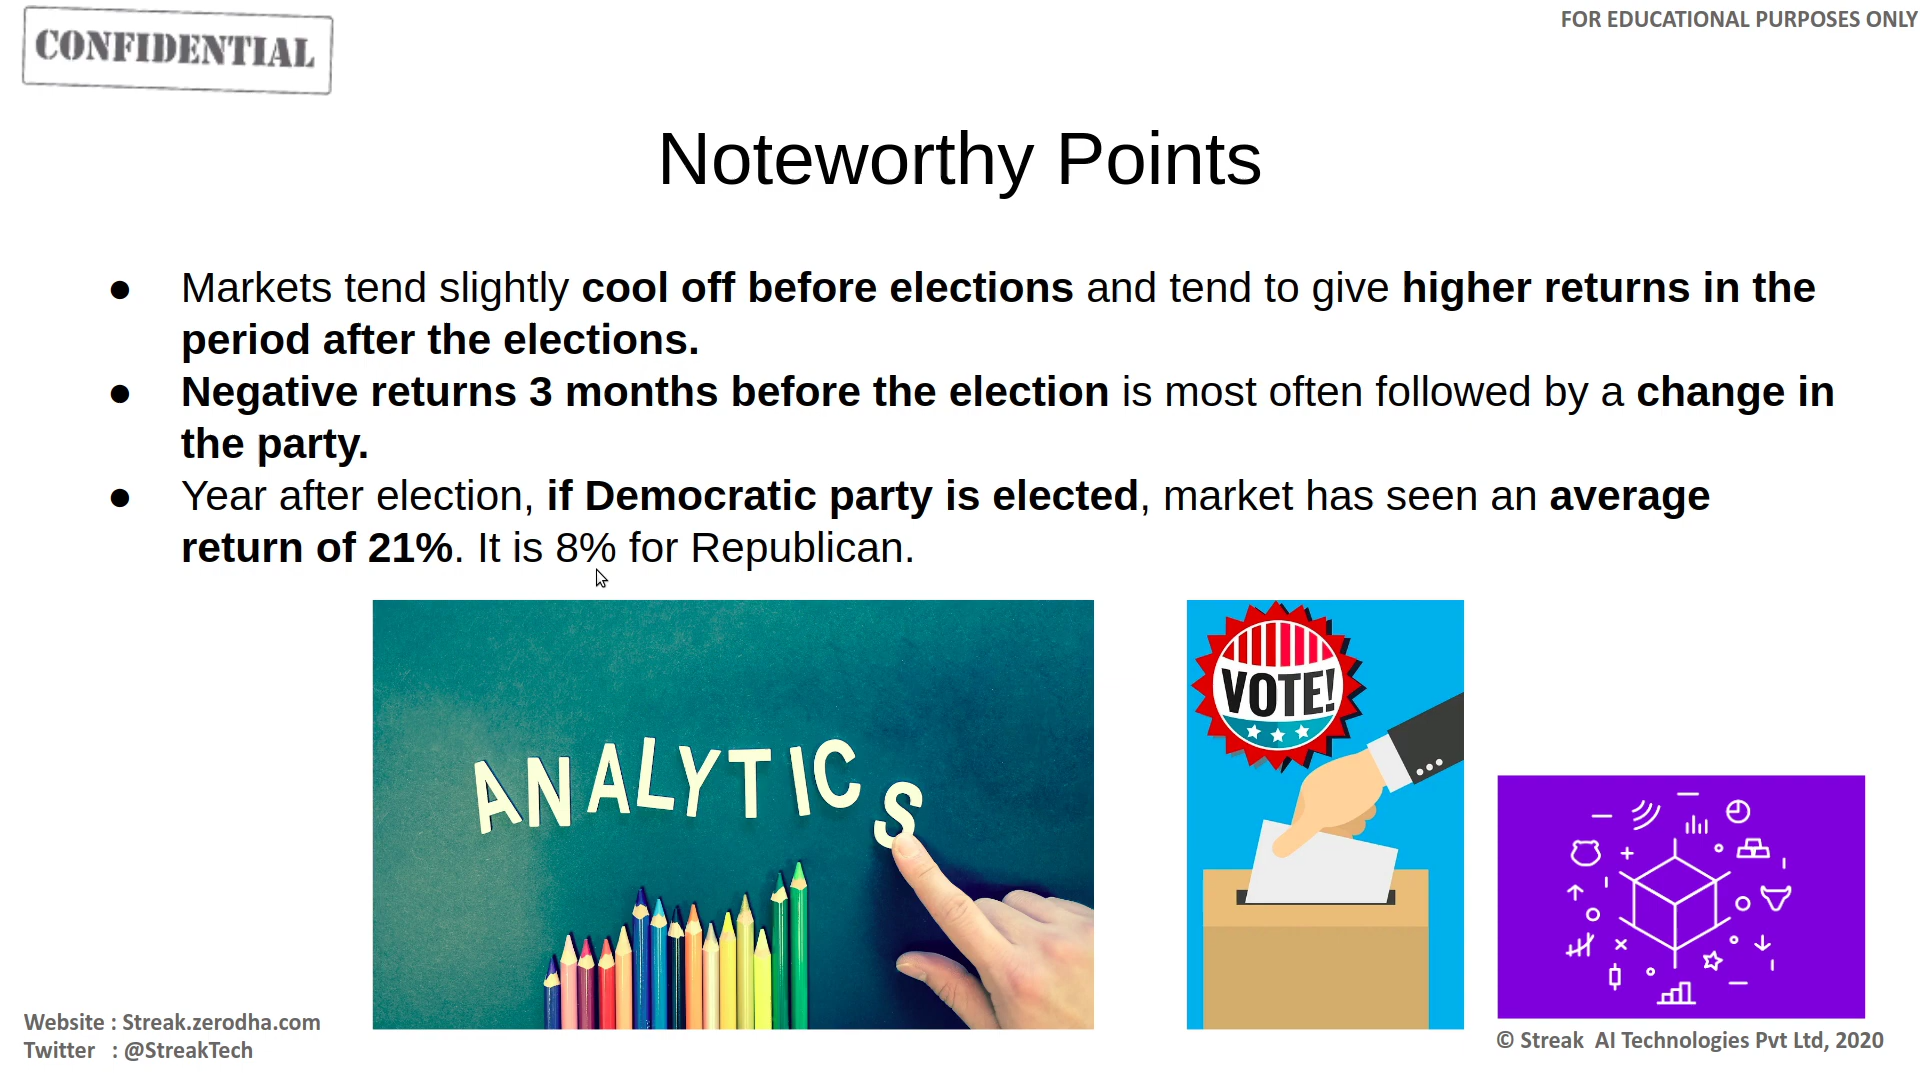 CONFIDENTIAL
FOR EDUCATIONAL PURPOSES ONLY
Noteworthy Points
● Markets tend slightly cool off before elections and tend to give higher returns in the
period after the elections.
● Negative returns 3 months before the election is most often followed by a change in
the party.
● Year after election, if Democratic party is elected, market has seen an average
return of 21%. It is 8% for Republican.
ANALYTICS
VOTE!
Website : Streak.zerodha.com
Twitter : @StreakTech
© Streak AI Technologies Pvt Ltd, 2020